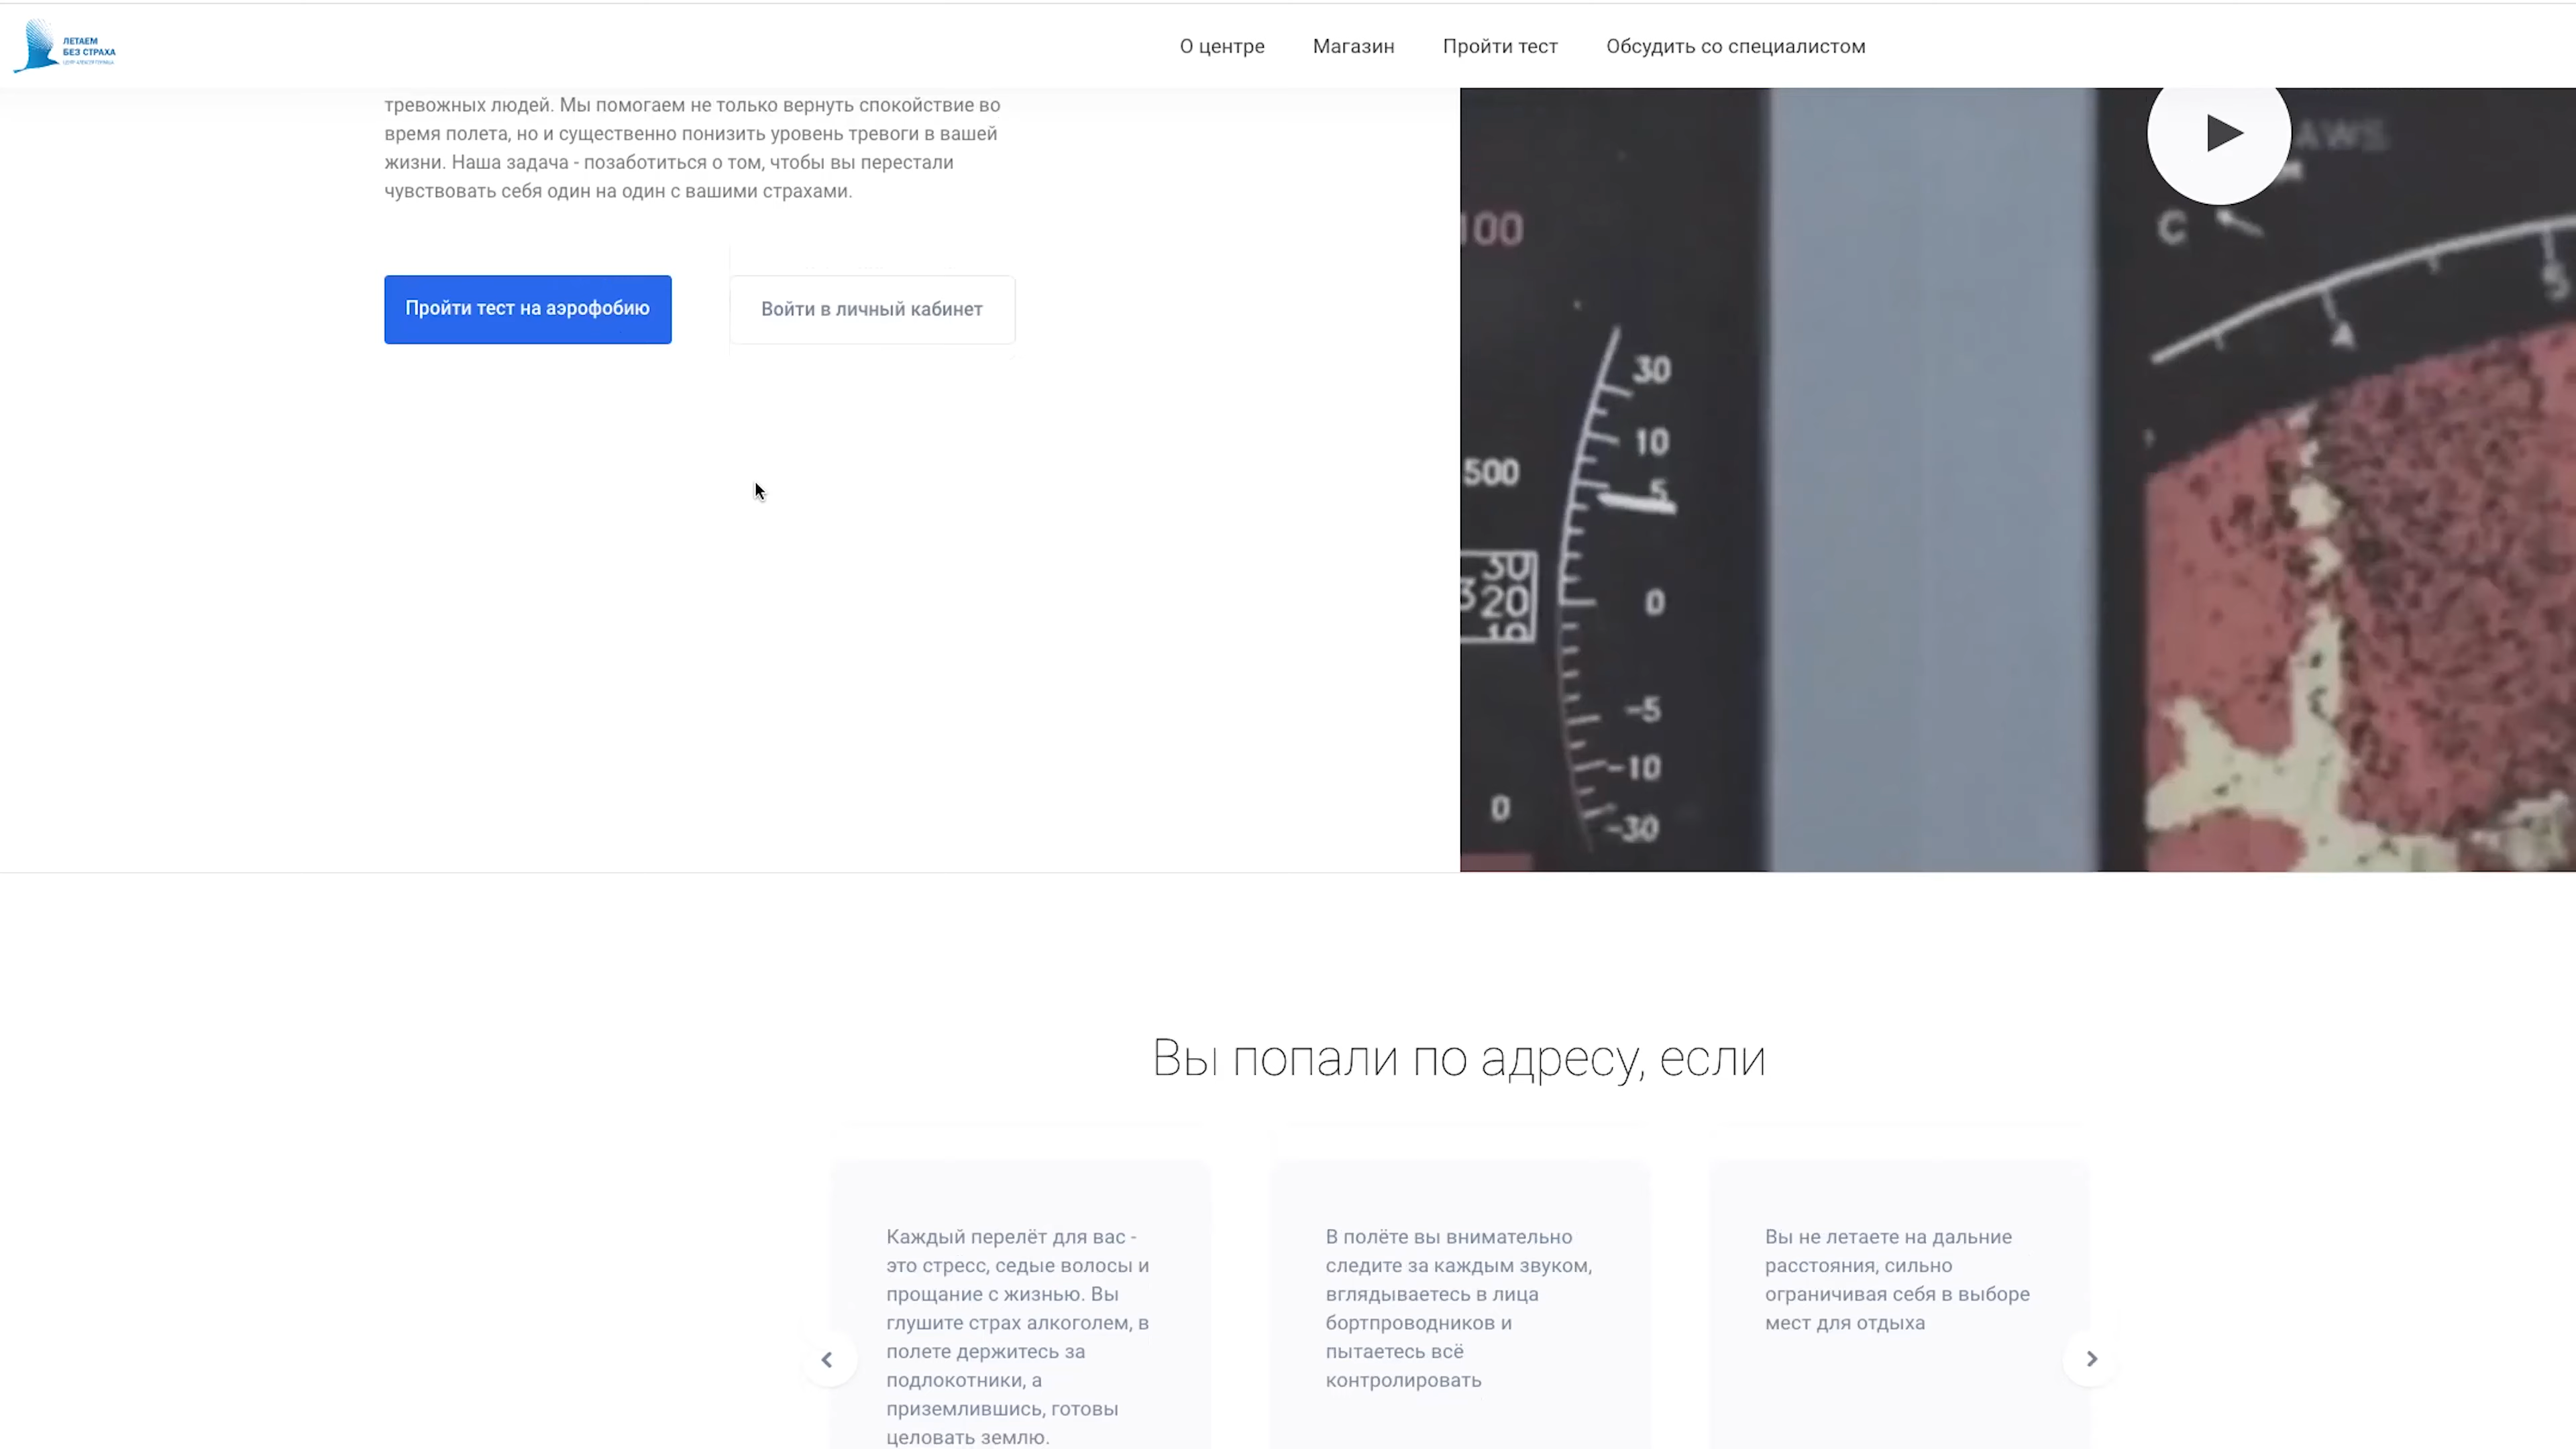 ЛЕТАЕМ
БЕЗ СТРАХА
О центре
Магазин
Пройти тест
Обсудить со специалистом
тревожных людей. Мы помогаем не только вернуть спокойствие во
время полета, но и существенно понизить уровень тревоги в вашей
жизни. Наша задача - позаботиться о том, чтобы вы перестали
чувствовать себя один на один с вашими страхами.
Пройти тест на аэрофобию
Войти в личный кабинет
AWS
C
100
S
A
30
10
500
5
30
320
10
0
-5
-10
0
-30
Вы попали по адресу, если
Каждый перелёт для вас -
это стресс, седые волосы и
прощание с жизнью. Вы
глушите страх алкоголем, в
полете держитесь за
подлокотники, а
приземлившись, готовы
целовать землю.
В полёте вы внимательно
следите за каждым звуком,
вглядываетесь в лица
бортпроводников и
пытаетесь всё
контролировать
Вы не летаете на дальние
расстояния, сильно
ограничивая себя в выборе
мест для отдыха